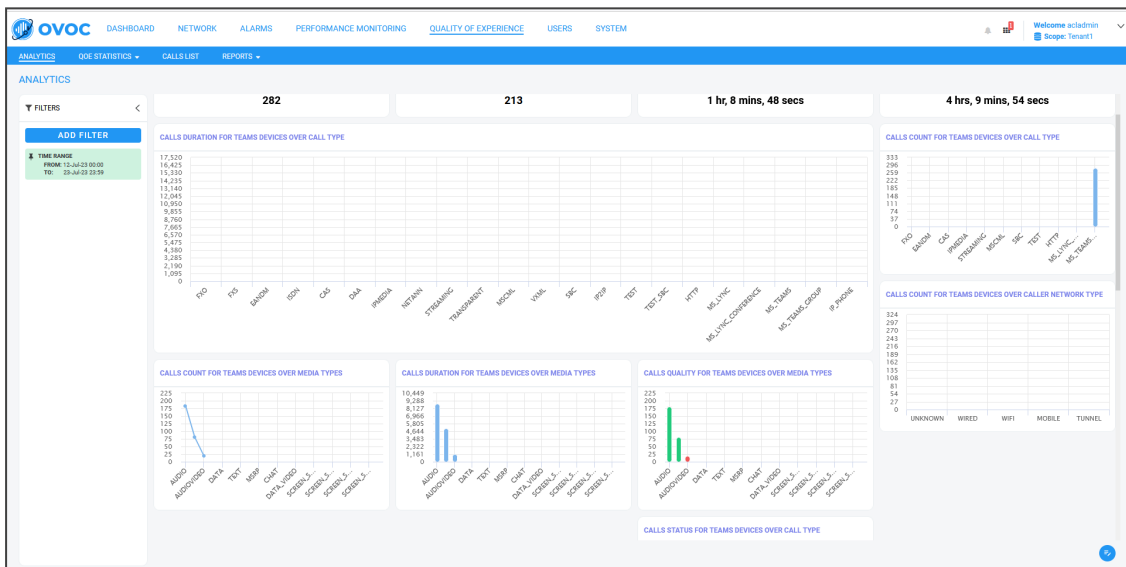 OVOC DASHBOARD NETWORK ALARMS PERFORMANCE MONITORING QUALITY OF EXPERIENCE USERS SYSTEM
1
Welcome acladmin
Scope: Tenant1
ANALYTICS QOE STATISTICS CALLS LIST REPORTS
ANALYTICS
FILTERS
ADD FILTER
TIME RANGE
FROM: 12-Jul-23 00:00
TO: 23-Jul-23 23:59
282
213
1 hr, 8 mins, 48 secs
4 hrs, 9 mins, 54 secs
CALLS DURATION FOR TEAMS DEVICES OVER CALL TYPE
17,520
16,425
15,330
14,235
13,140
12,045
10,950
9,855
8,760
7,665
6,570
5,475
4,380
3,285
2,190
1,095
0
FXO
FXS
EANDM
ISDN
CAS
DAA
IPMEDIA
NETANN
STREAMING
TRANSPARENT
MSCML
VXML
SBC
IP2IP
TEST
TEST_SBC
HTTP
MS_LYNC
MS_LYNC_CONFERENCE
MS_TEAMS
MS_TEAMS_GROUP
IP_PHONE
CALLS COUNT FOR TEAMS DEVICES OVER CALL TYPE
333
296
259
222
185
148
111
74
37
0
FXO
EANDM
CAS
IPMEDIA
STREAMING
MSCML
SBC
TEST
HTTP
MS_LYNC_...
MS_TEAMS...
CALLS COUNT FOR TEAMS DEVICES OVER CALLER NETWORK TYPE
324
297
270
243
216
189
162
135
108
81
54
27
0
UNKNOWN WIRED WIFI MOBILE TUNNEL
CALLS COUNT FOR TEAMS DEVICES OVER MEDIA TYPES
225
200
175
150
125
100
75
50
25
0
AUDIO
AUDIOVIDEO
DATA
TEXT
MSRP
CHAT
DATA_VIDEO
SCREEN_S...
SCREEN_S...
SCREEN_S...
CALLS DURATION FOR TEAMS DEVICES OVER MEDIA TYPES
10,449
9,288
8,127
6,966
5,805
4,644
3,483
2,322
1,161
0
AUDIO
AUDIOVIDEO
DATA
TEXT
MSRP
CHAT
DATA_VIDEO
SCREEN_S...
SCREEN_S...
SCREEN_S...
CALLS QUALITY FOR TEAMS DEVICES OVER MEDIA TYPES
225
200
175
150
125
100
75
50
25
0
AUDIO
AUDIOVIDEO
DATA
TEXT
MSRP
CHAT
DATA_VIDEO
SCREEN_S...
SCREEN_S...
SCREEN_S...
CALLS STATUS FOR TEAMS DEVICES OVER CALL TYPE